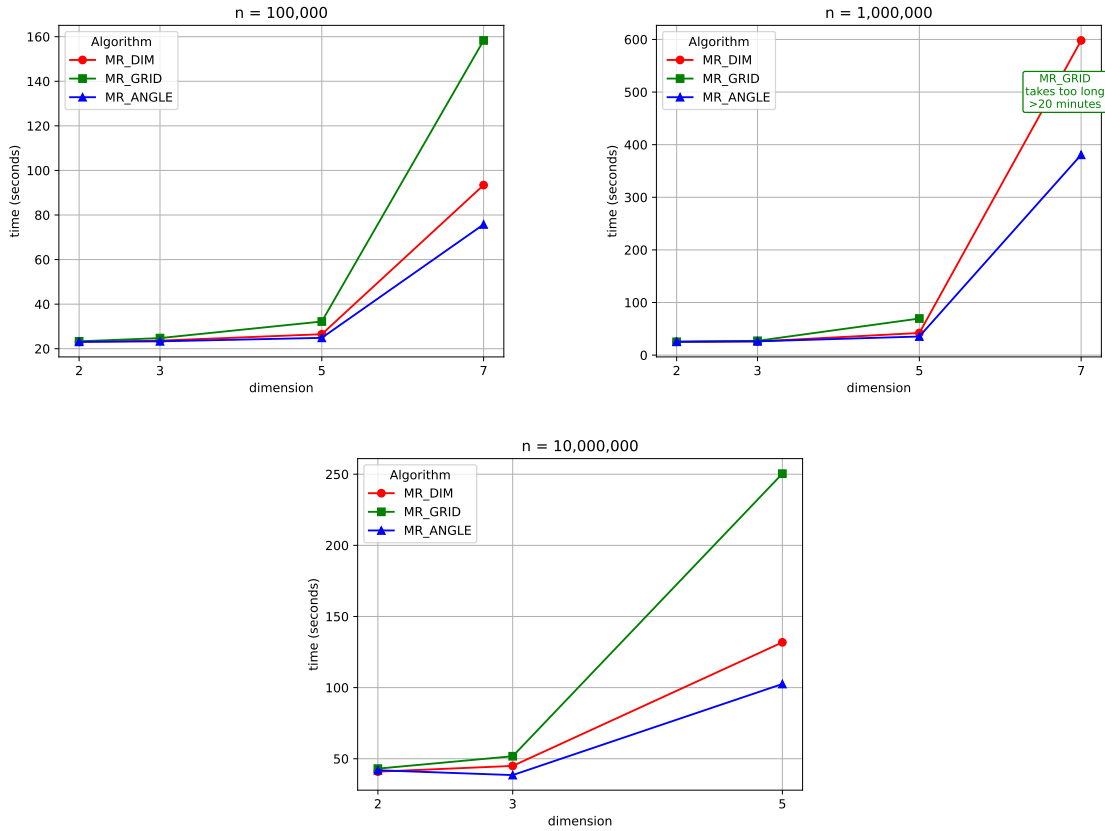 n = 100,000
160
140
120
100
80
60
40
20
time (seconds)
Algorithm
MR_DIM
MR_GRID
MR_ANGLE
2
3
5
7
dimension
n = 1,000,000
600
500
400
300
200
100
0
time (seconds)
Algorithm
MR_DIM
MR_GRID
MR_ANGLE
MR_GRID
takes too long
>20 minutes
2
3
5
7
dimension
n = 10,000,000
250
200
150
100
50
time (seconds)
Algorithm
MR_DIM
MR_GRID
MR_ANGLE
2
3
5
dimension